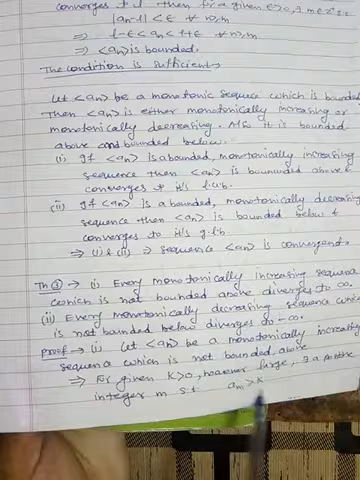 converges to l then for a given ε>0, ∃ m ∈ z⁺ s.t.
|an-l| < ε ∀ n≥m
⇒ l-ε < an < l+ε ∀ n≥m
⇒ <an> is bounded.
The condition is sufficient→
Let <an> be a monotonic sequence which is bounded
Then <an> is either monotonically increasing or
monotonically decreasing. Also it is bounded
above and bounded below.
(i) If <an> is a bounded, monotonically increasing
sequence then <an> is bounded above &
converges to it's l.u.b.
(ii) If <an> is a bounded, monotonically decreasing
sequence then <an> is bounded below &
converges to it's g.l.b.
⇒ (i) & (ii) ⇒ sequence <an> is convergent.
Th ① → (i) Every monotonically increasing sequence
which is not bounded above diverges to ∞.
(ii) Every monotonically decreasing sequence which
is not bounded below diverges to -∞.
Proof → (i) Let <an> be a monotonically increasing
sequence which is not bounded above
⇒ For given K>0, however large, ∃ a positive
integer m s.t. am > K